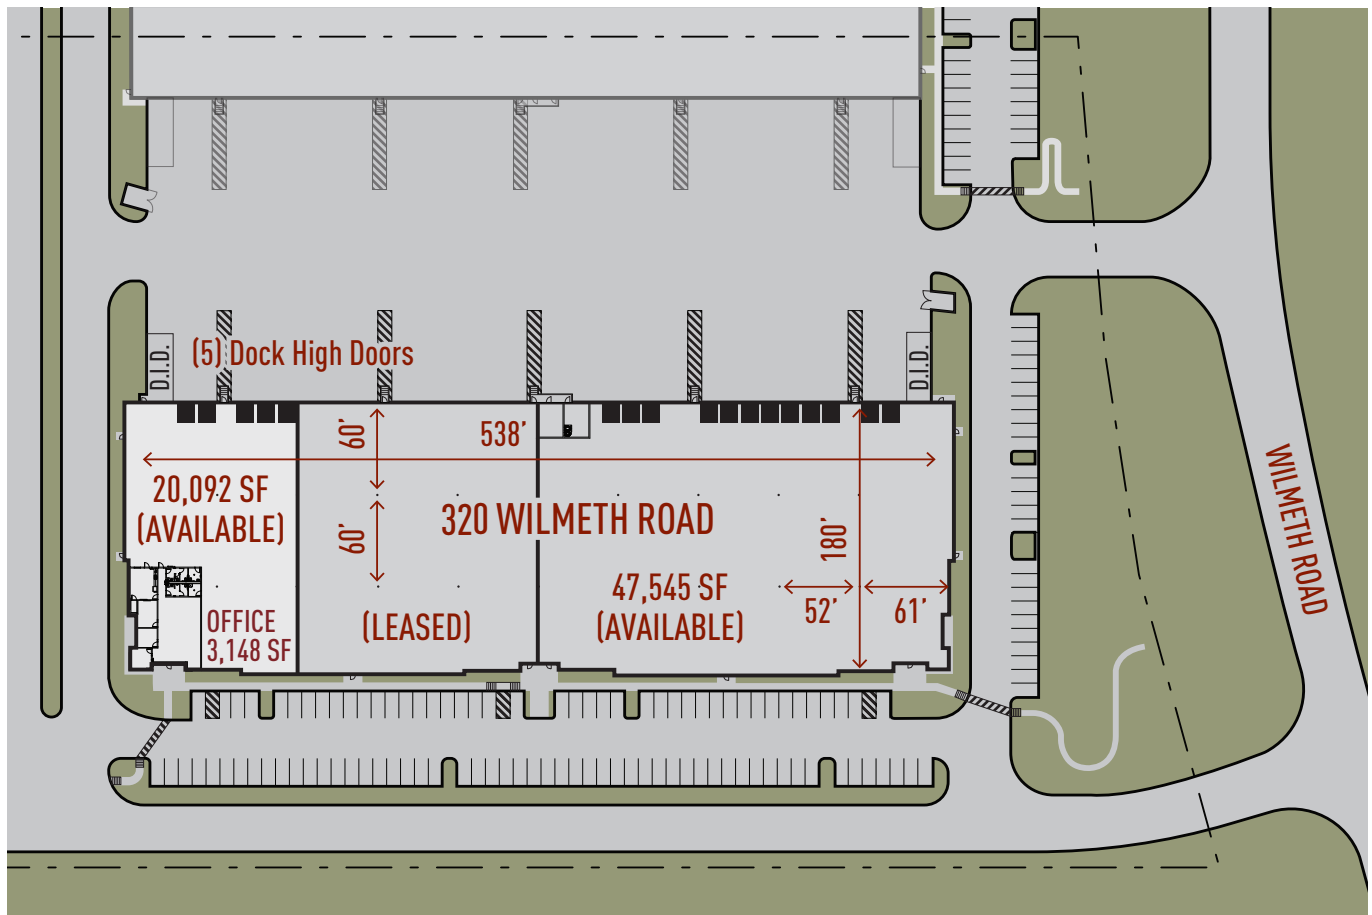 (5) Dock High Doors
D.I.D.
D.I.D.
60’
538’
20,092 SF
(AVAILABLE)
320 WILMETH ROAD
60’
180’
47,545 SF
(AVAILABLE)
52’
61’
OFFICE
3,148 SF
(LEASED)
WILMETH ROAD